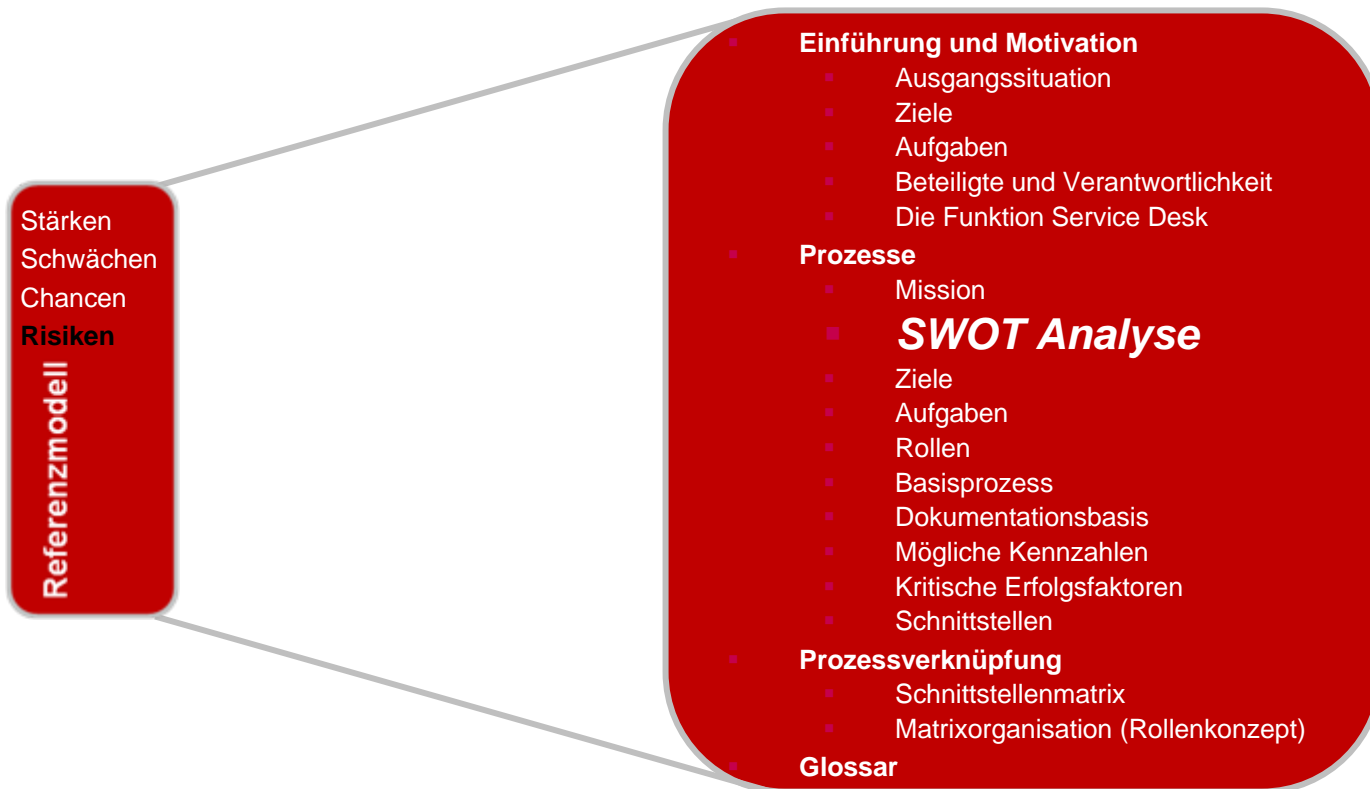 Stärken
Schwächen
Chancen
Risiken
Referenzmodell
Einführung und Motivation
Ausgangssituation
Ziele
Aufgaben
Beteiligte und Verantwortlichkeit
Die Funktion Service Desk
Prozesse
Mission
SWOT Analyse
Ziele
Aufgaben
Rollen
Basisprozess
Dokumentationsbasis
Mögliche Kennzahlen
Kritische Erfolgsfaktoren
Schnittstellen
Prozessverknüpfung
Schnittstellenmatrix
Matrixorganisation (Rollenkonzept)
Glossar